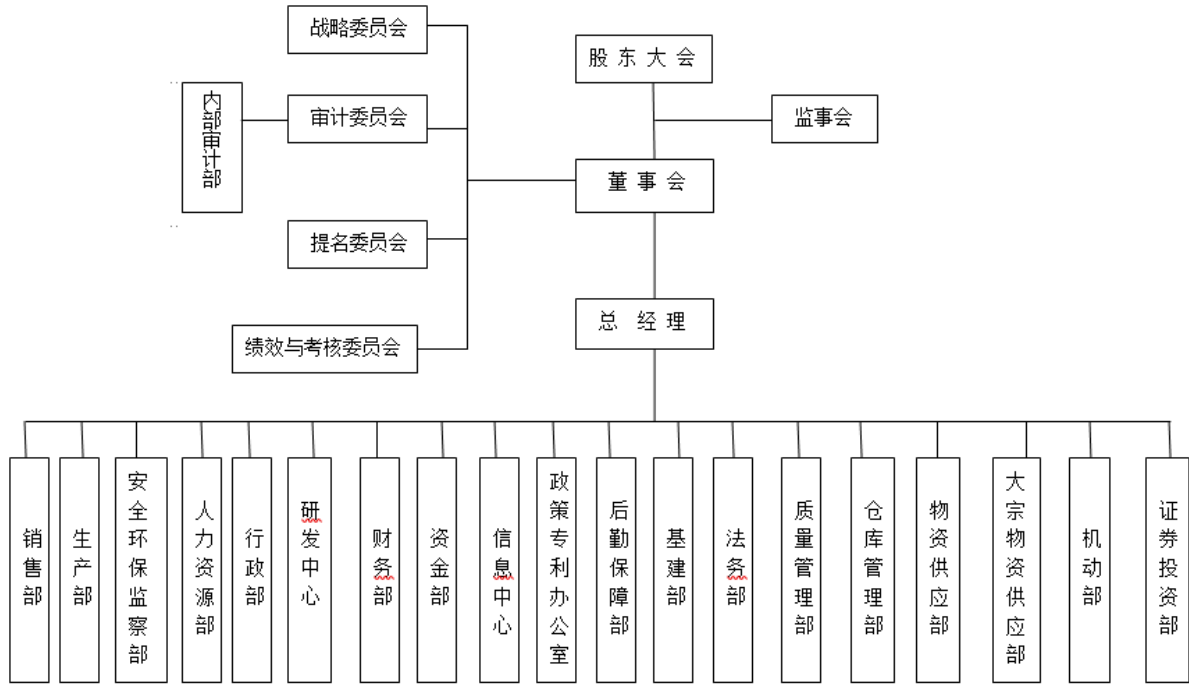 战略委员会
股东大会
内部审计部
审计委员会
监事会
董事会
提名委员会
总经理
绩效与考核委员会
销售部
生产部
安全环保监察部
人力资源部
行政部
研发中心
财务部
资金部
信息中心
政策专利办公室
后勤保障部
基建部
法务部
质量管理部
仓库管理部
物资供应部
大宗物资供应部
机动部
证券投资部